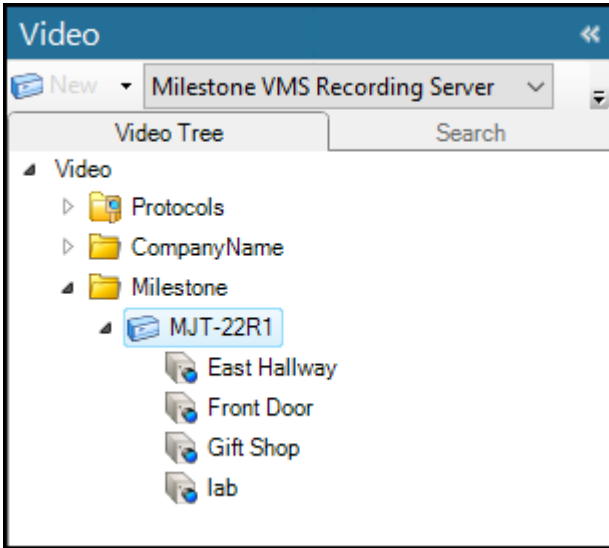 Video
New
Milestone VMS Recording Server
Video Tree
Search
Video
Protocols
CompanyName
Milestone
MJT-22R1
East Hallway
Front Door
Gift Shop
lab